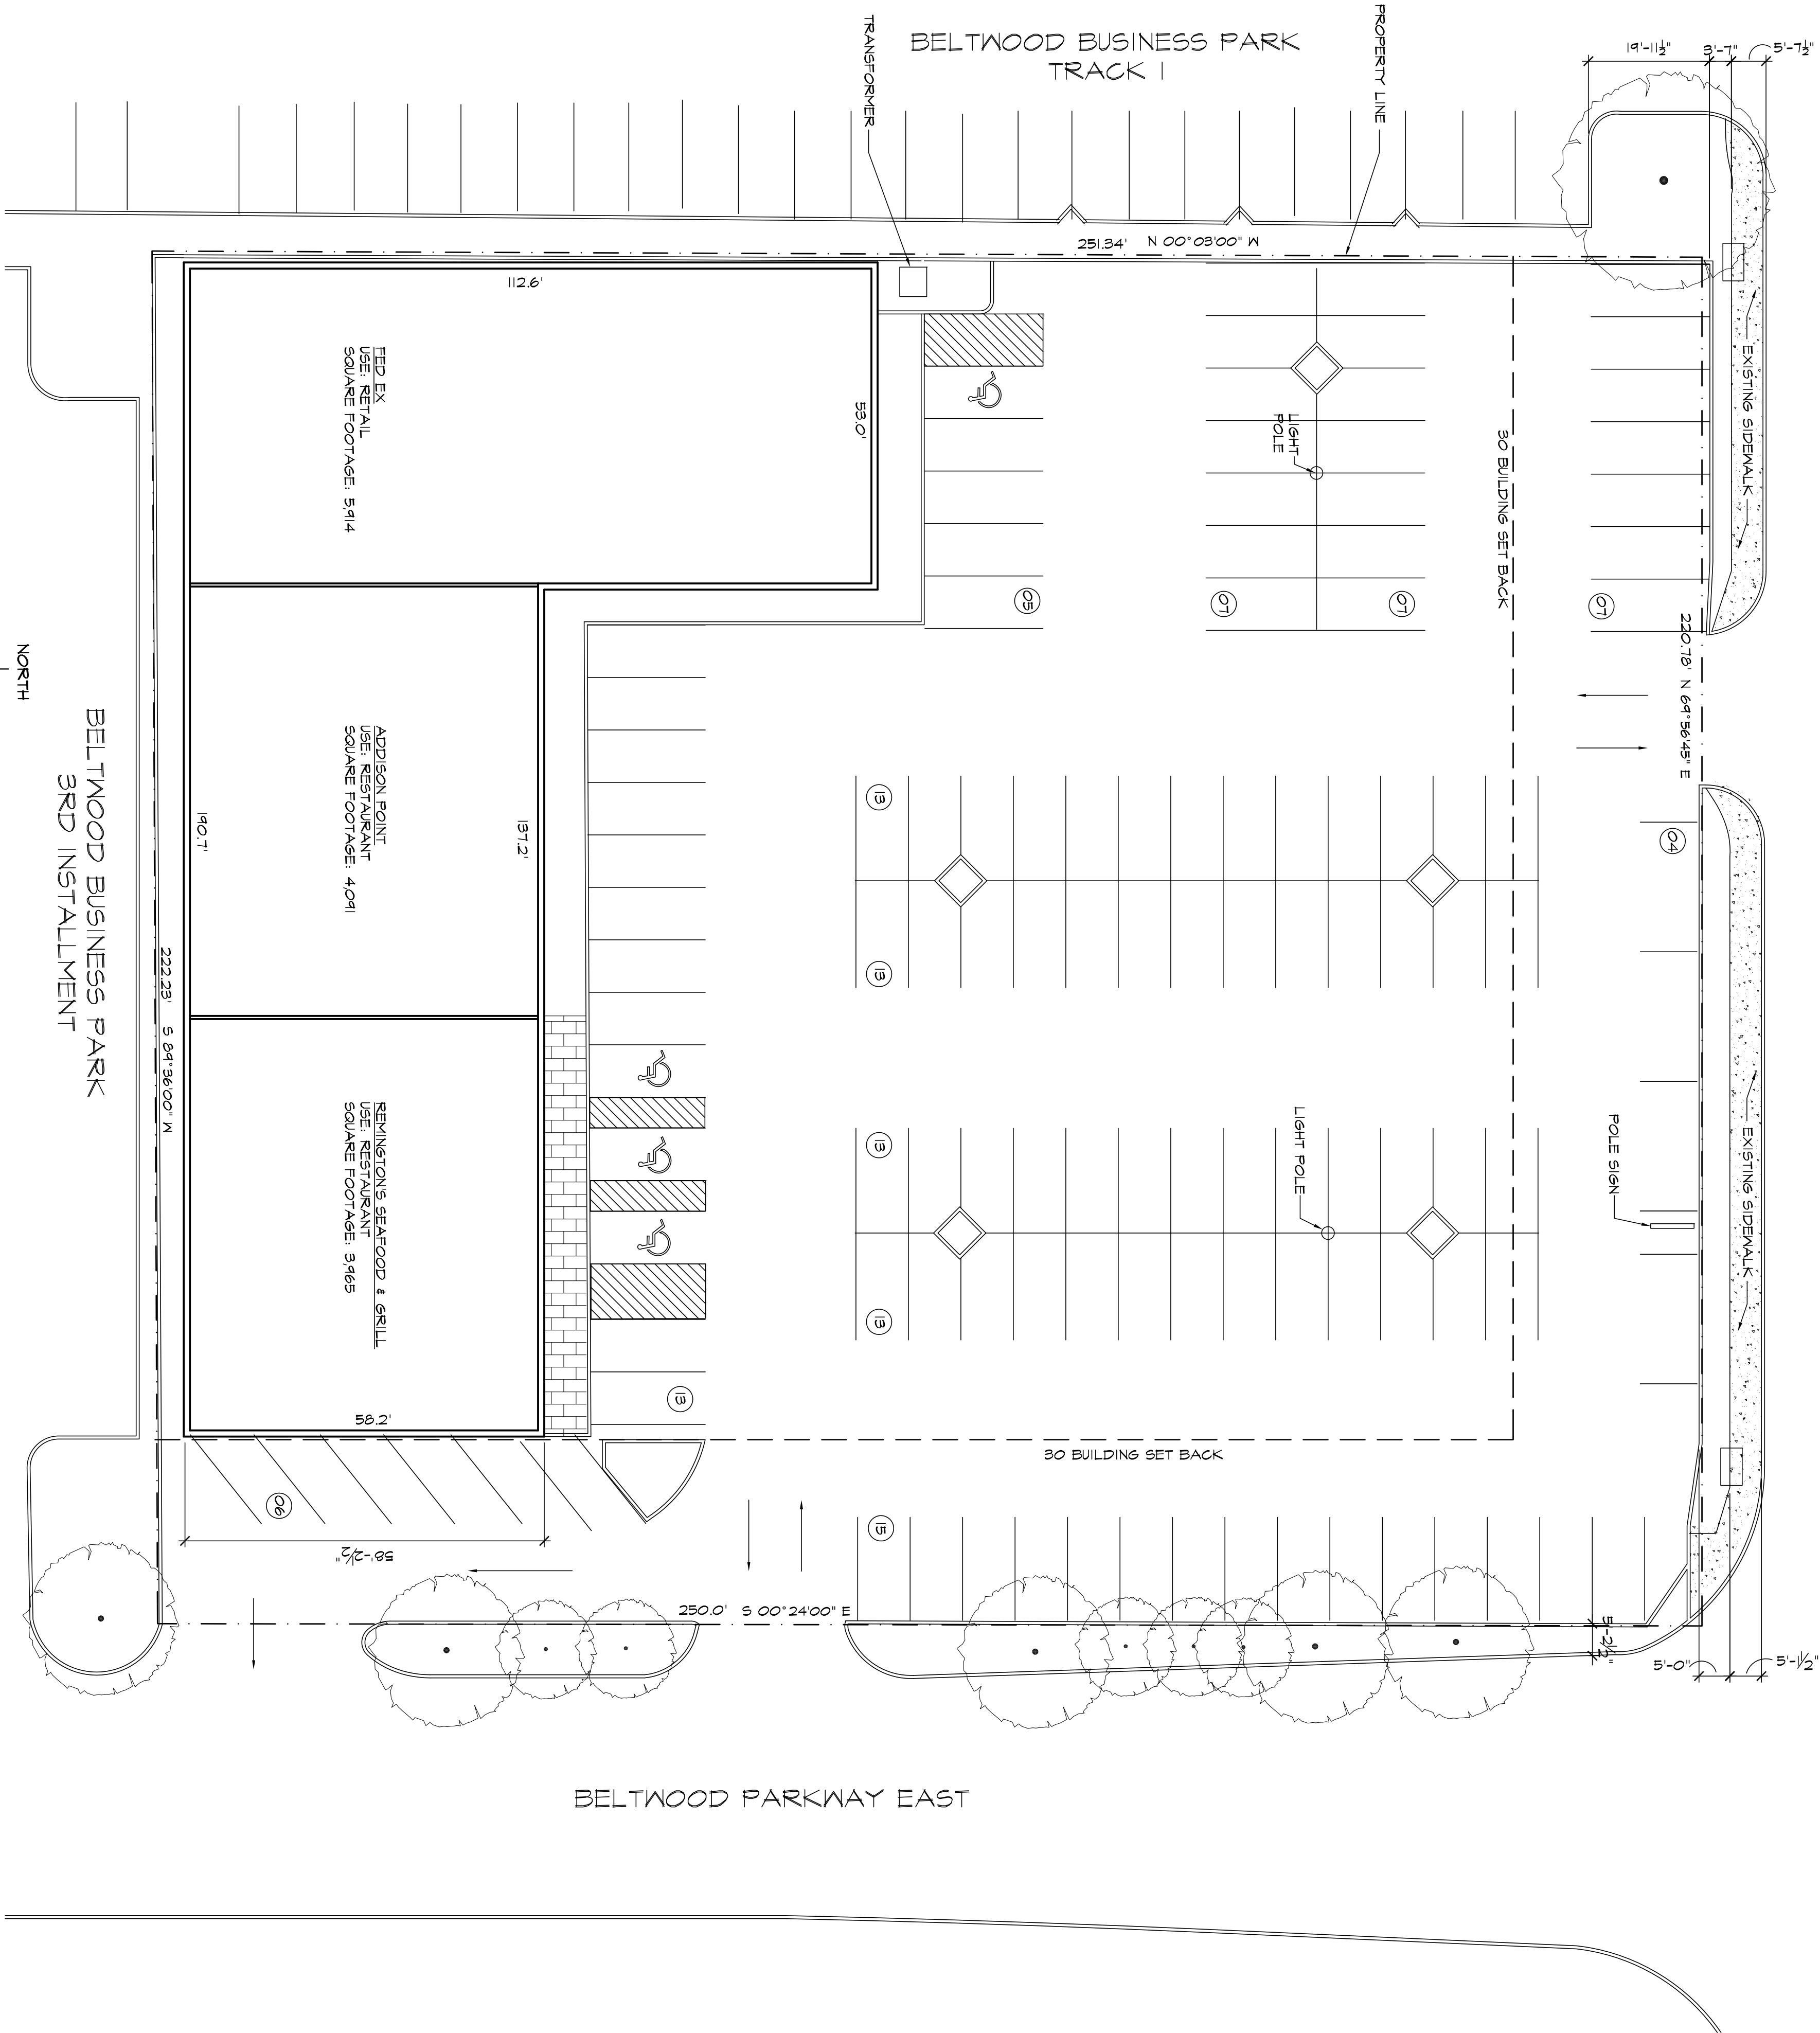 BELTWOOD BUSINESS PARK
TRACK 1
TRANSFORMER
PROPERTY LINE
19'-11½"
3'-7"
5'-7½"
251.34' N 00°03'00" W
112.6'
53.0'
FED EX
USE: RETAIL
SQUARE FOOTAGE: 5,914
LIGHT
POLE
30 BUILDING SET BACK
EXISTING SIDEWALK
05
07
07
07
220.78' N 69°56'45" E
NORTH
BELTWOOD BUSINESS PARK
3RD INSTALLMENT
ADDISON POINT
USE: RESTAURANT
SQUARE FOOTAGE: 4,091
190.7'
137.2'
13
13
04
222.23' S 89°36'00" W
REMINGTON'S SEAFOOD & GRILL
USE: RESTAURANT
SQUARE FOOTAGE: 3,965
13
13
LIGHT POLE
POLE SIGN
EXISTING SIDEWALK
58.2'
13
30 BUILDING SET BACK
06
15
58'-2½"
250.0' S 00°24'00" E
5'-2½"
5'-0"
5'-½"
BELTWOOD PARKWAY EAST